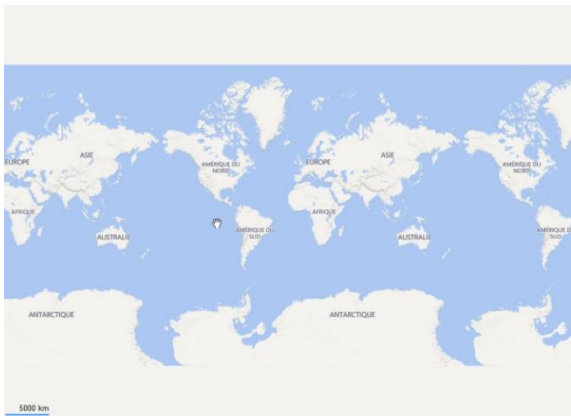 EUROPE
ASIE
AMÉRIQUE DU
NORD
EUROPE
ASIE
AMÉRIQUE DU
NORD
AFRIQUE
AFRIQUE
AMÉRIQUE DU
SUD
AMÉRIQUE D
SUD
AUSTRALIE
AUSTRALIE
ANTARCTIQUE
ANTARCTIQUE
5000 km